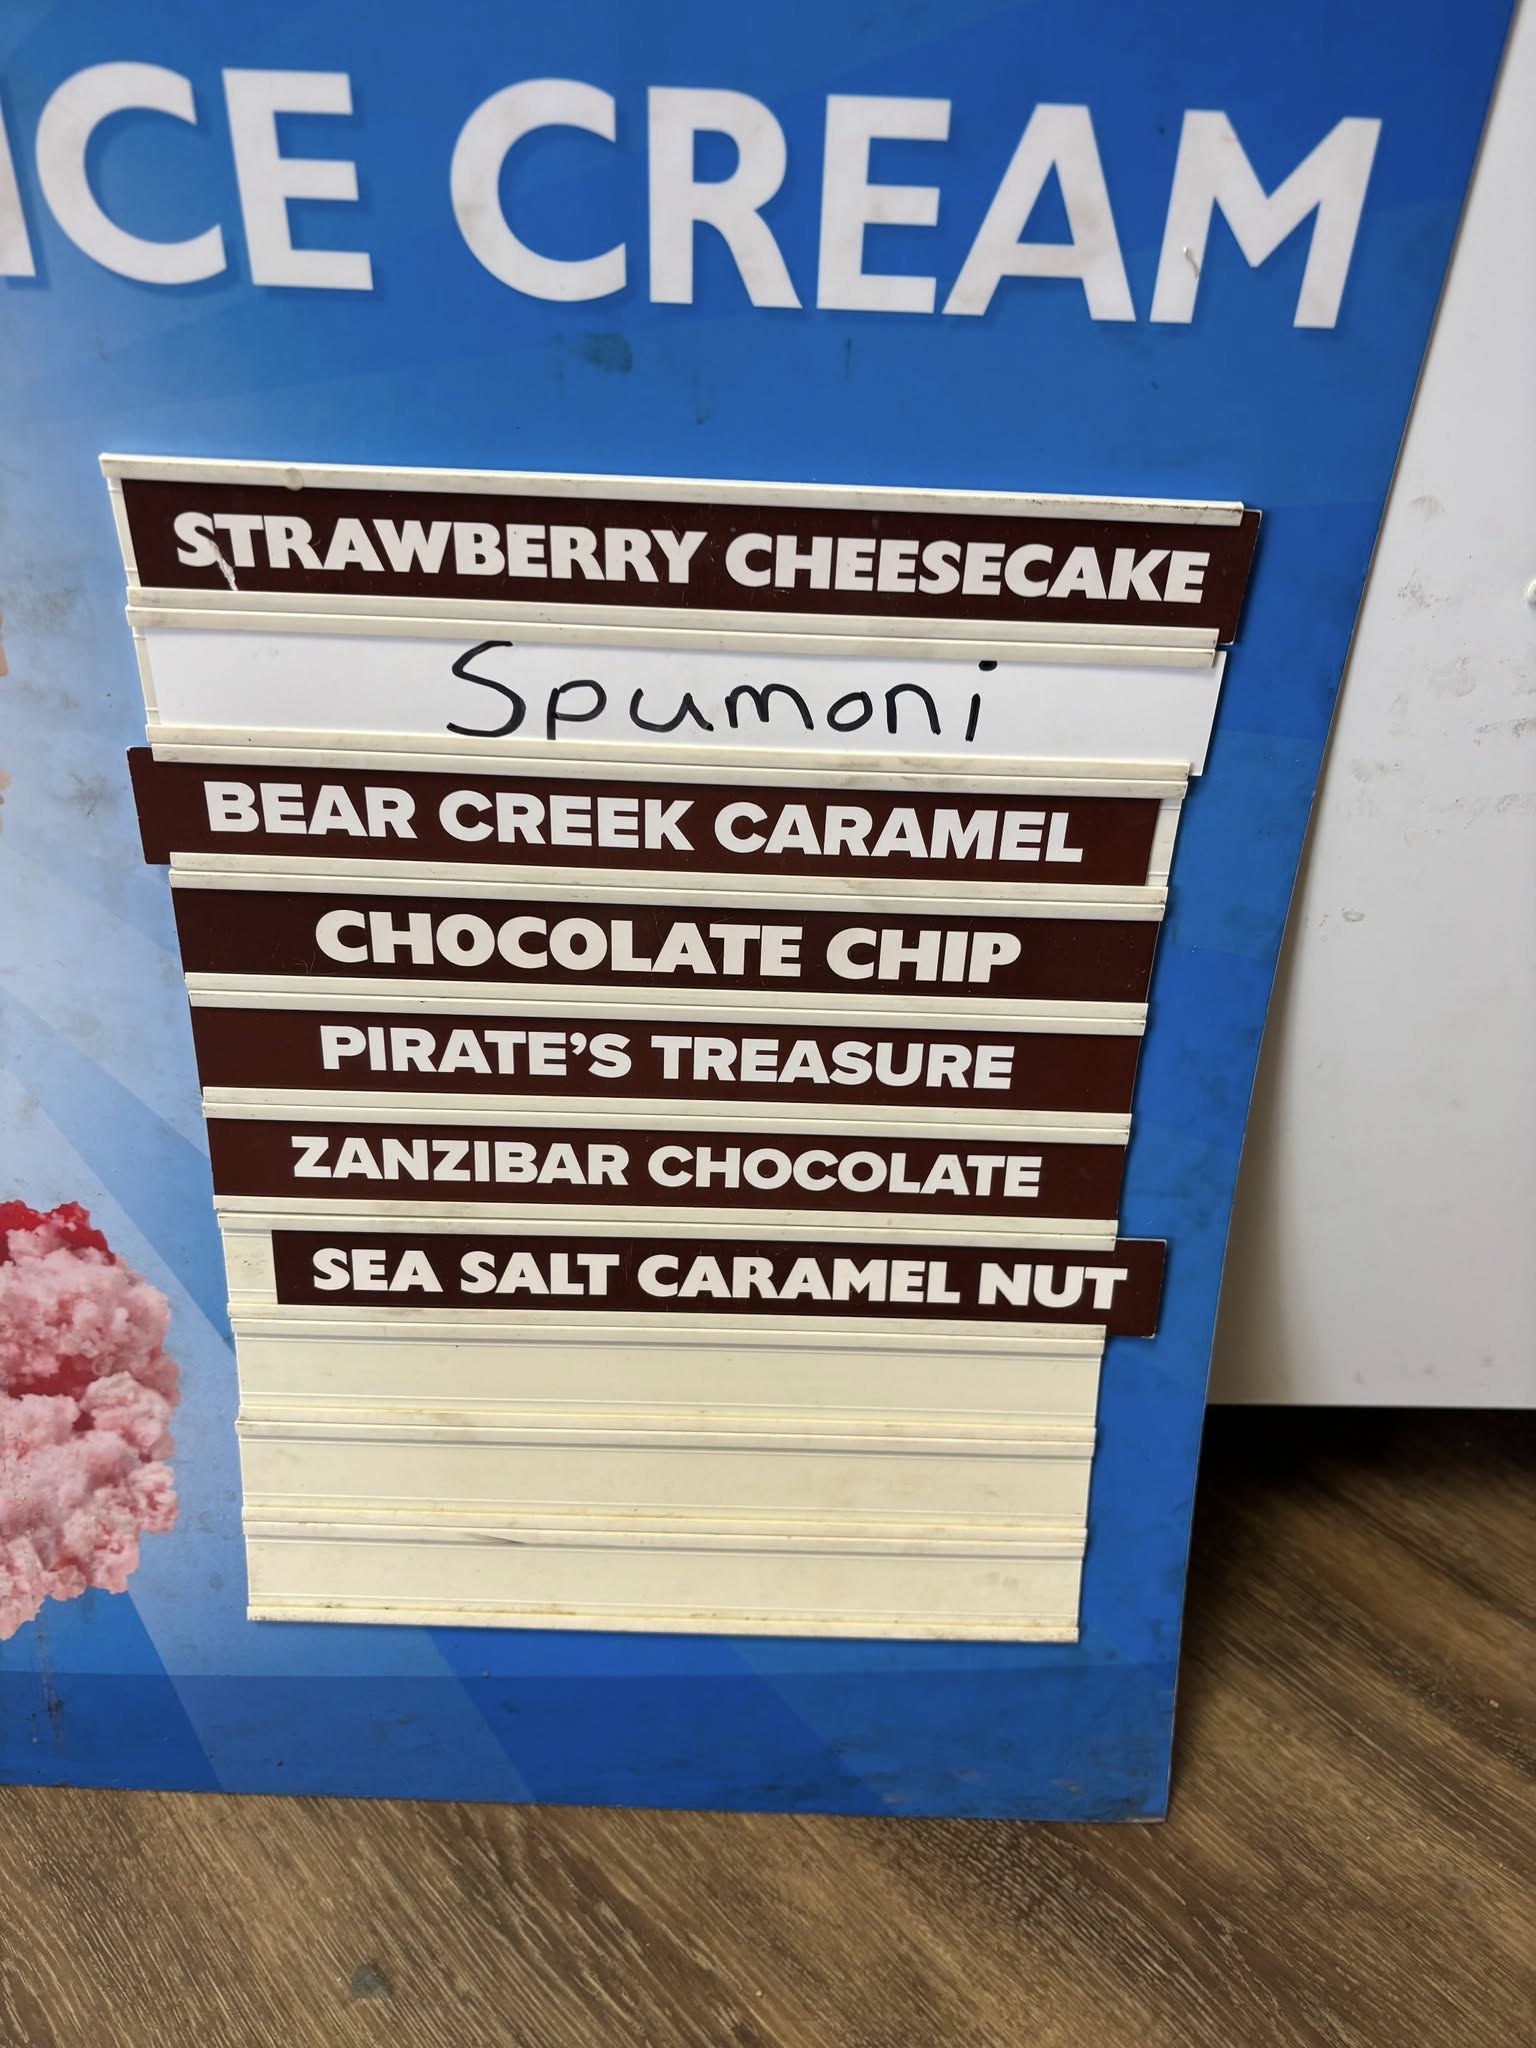 ICE CREAM
STRAWBERRY CHEESECAKE
Spumoni
BEAR CREEK CARAMEL
CHOCOLATE CHIP
PIRATE’S TREASURE
ZANZIBAR CHOCOLATE
SEA SALT CARAMEL NUT